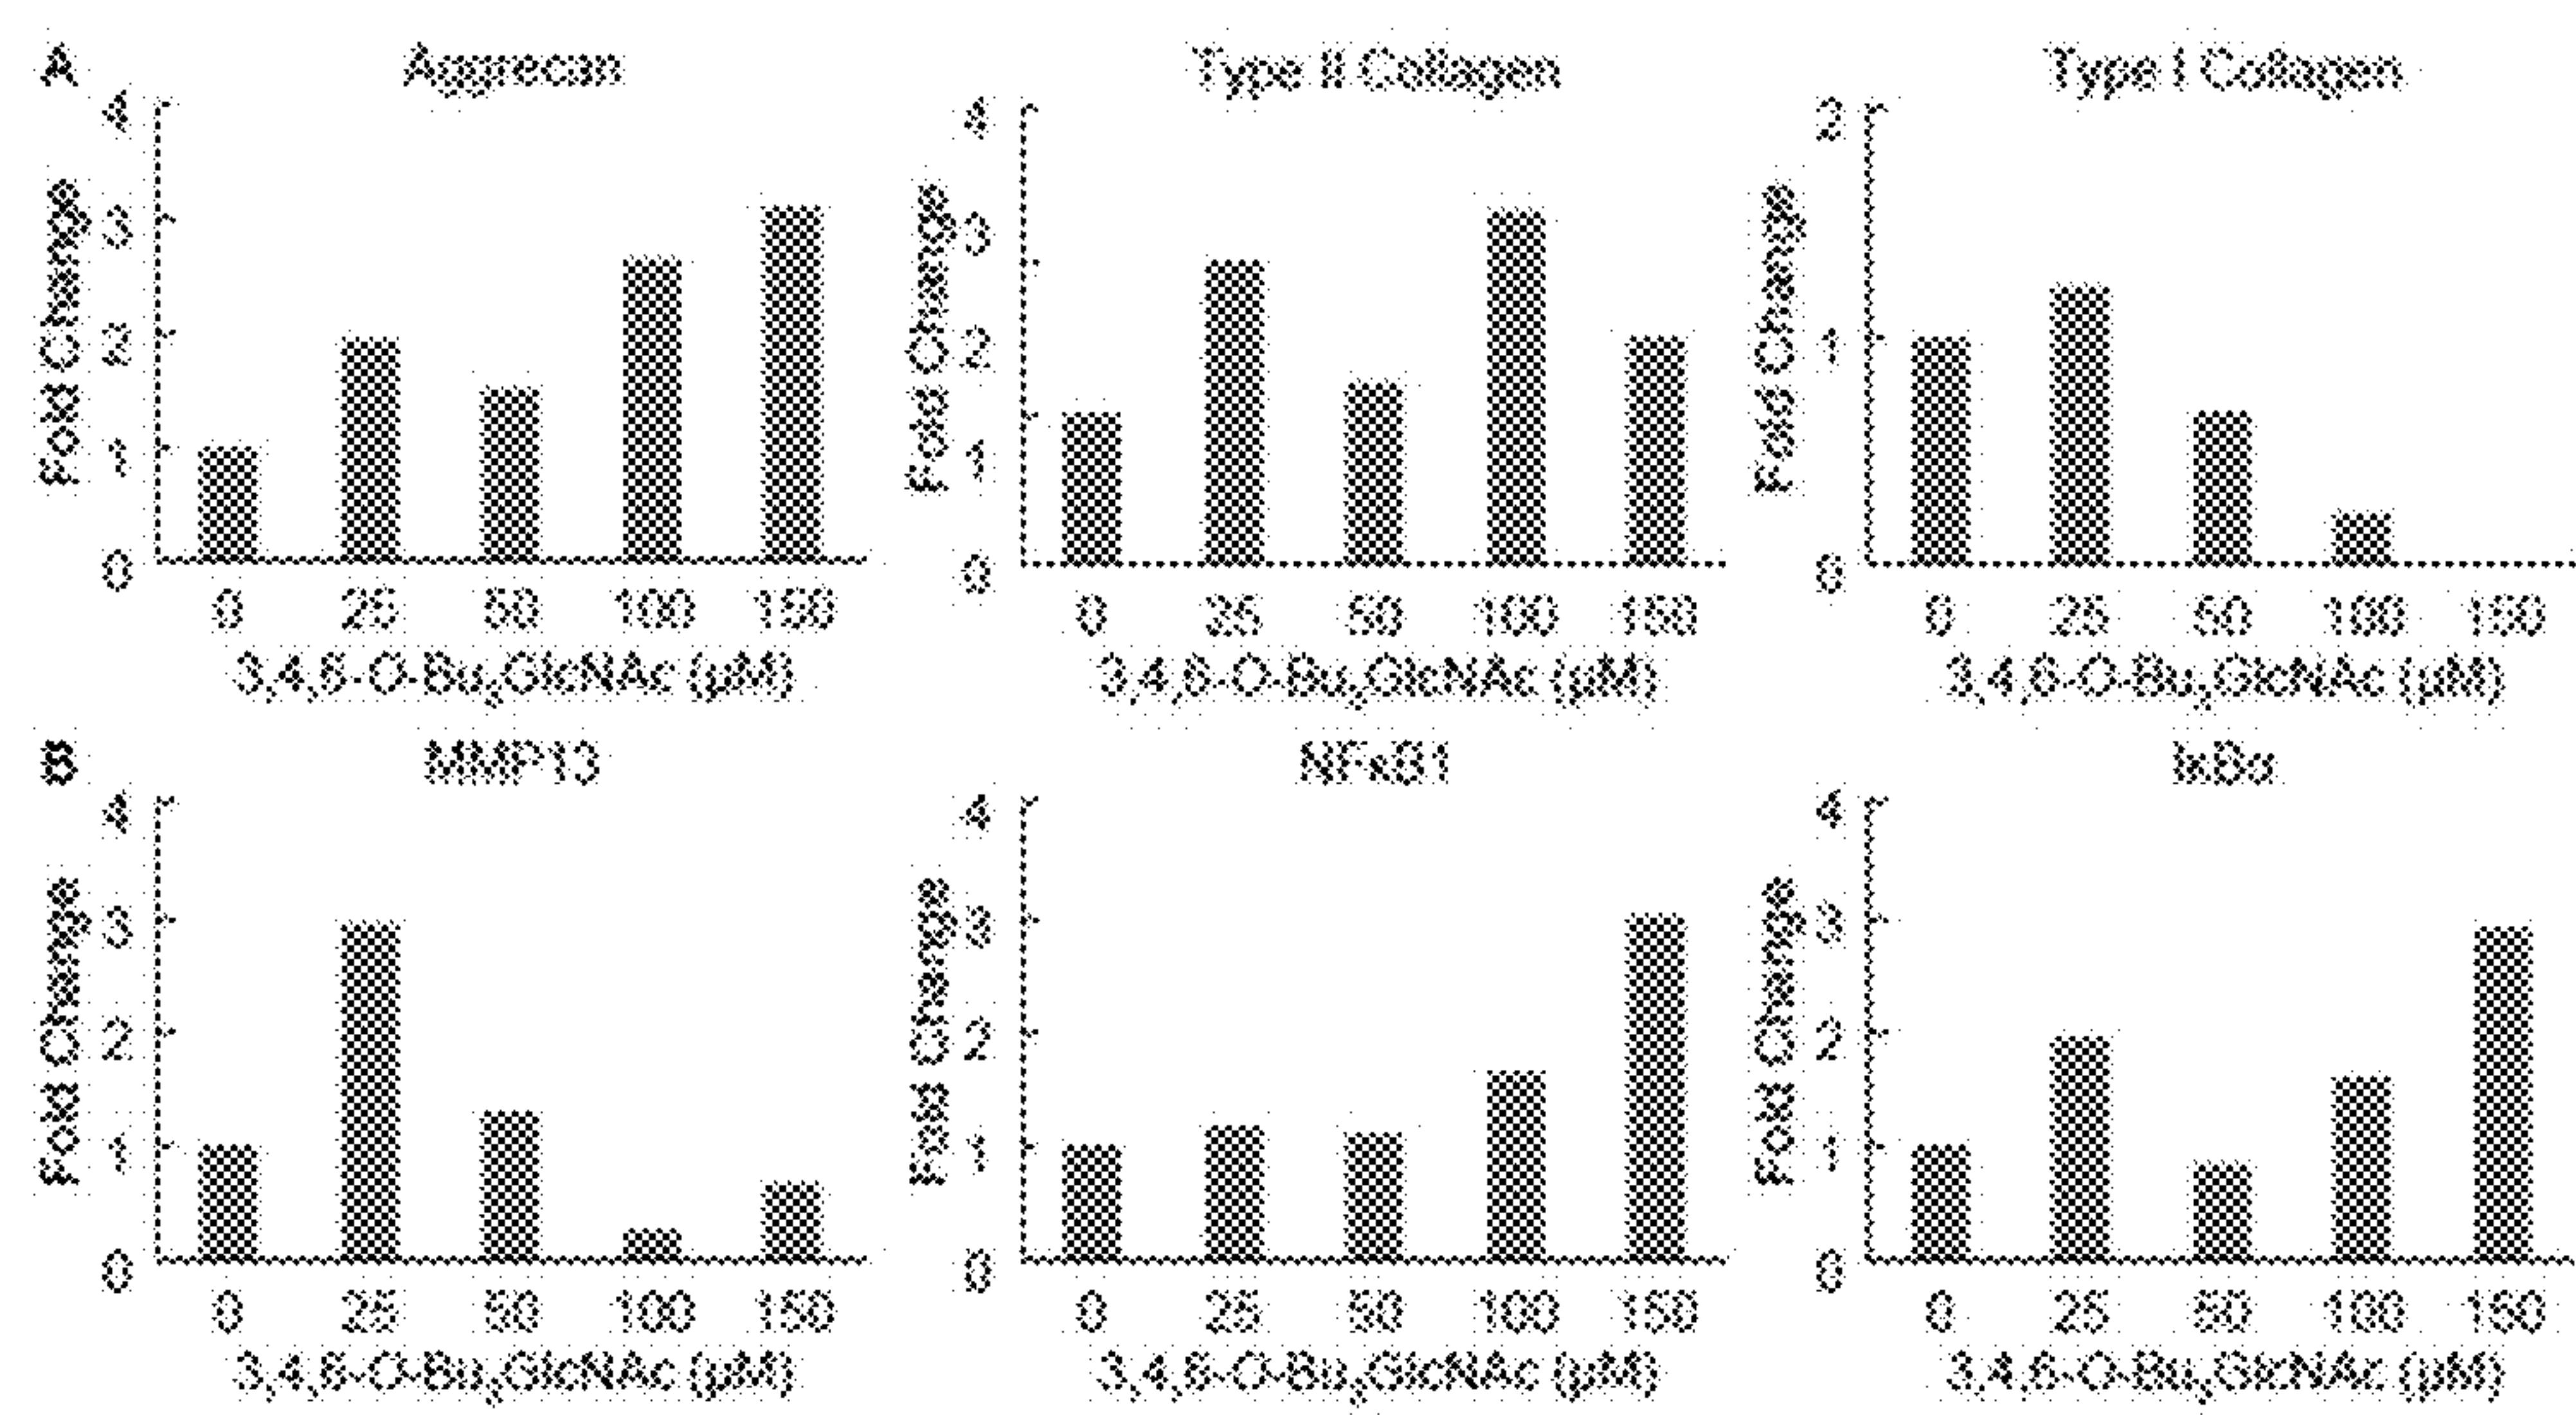 A
Aggrecan
Type II Collagen
Type I Collagen
Fold Change
4
3
2
1
0
0 25 50 100 150
3,4,6-O-Bu₃GlcNAc (μM)
Fold Change
4
3
2
1
0
0 25 50 100 150
3,4,6-O-Bu₃GlcNAc (μM)
Fold Change
2
1
0
0 25 50 100 150
3,4,6-O-Bu₃GlcNAc (μM)
B
MMP13
NFκB1
IκBα
Fold Change
4
3
2
1
0
0 25 50 100 150
3,4,6-O-Bu₃GlcNAc (μM)
Fold Change
4
3
2
1
0
0 25 50 100 150
3,4,6-O-Bu₃GlcNAc (μM)
Fold Change
4
3
2
1
0
0 25 50 100 150
3,4,6-O-Bu₃GlcNAc (μM)